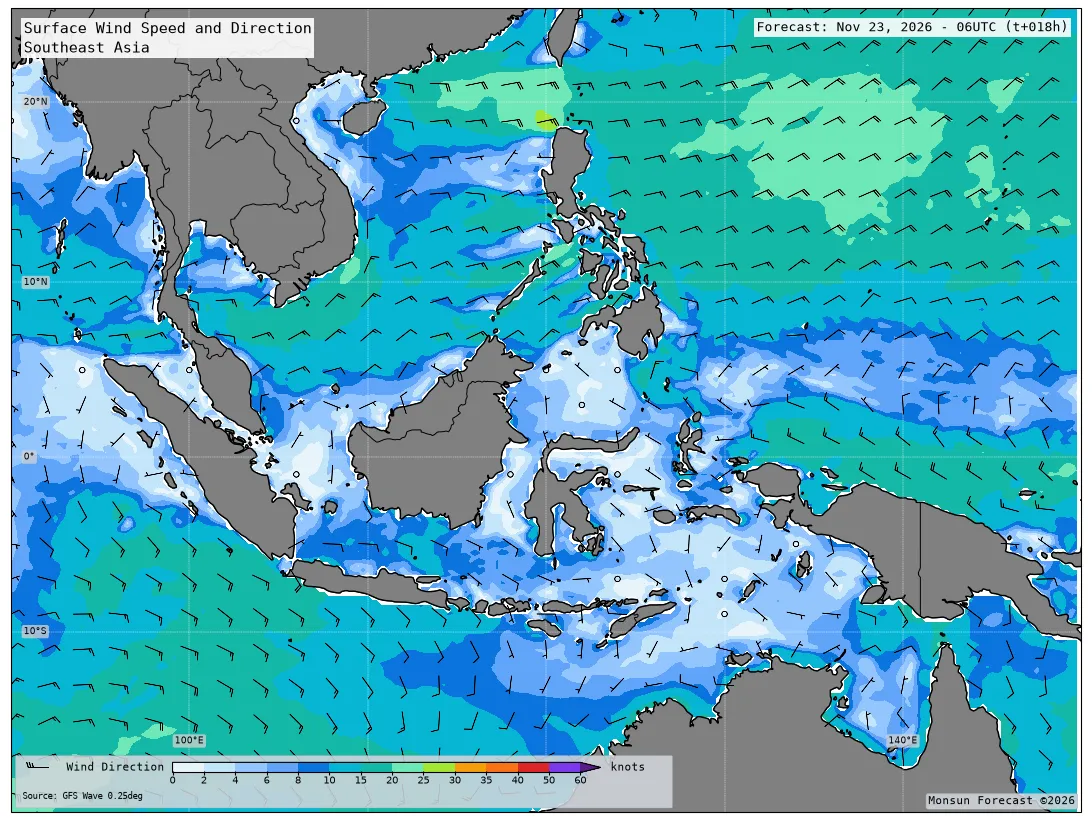 Surface Wind Speed and Direction
Southeast Asia
Forecast: Nov 23, 2026 - 06UTC (t+018h)
20°N
10°N
0°
10°S
100°E
140°E
Wind Direction
knots
0 2 4 6 8 10 15 20 25 30 35 40 50 60
Source: GFS Wave 0.25deg
Monsun Forecast ©2026